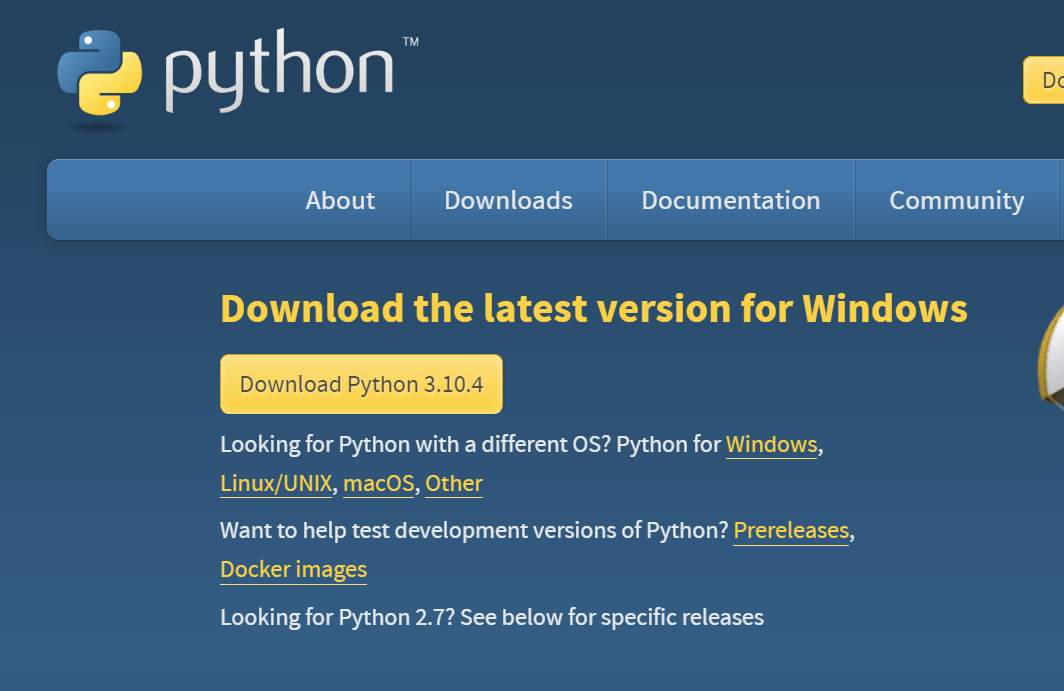 python™
About
Downloads
Documentation
Community
Download the latest version for Windows
Download Python 3.10.4
Looking for Python with a different OS? Python for Windows,
Linux/UNIX, macOS, Other
Want to help test development versions of Python? Prereleases,
Docker images
Looking for Python 2.7? See below for specific releases